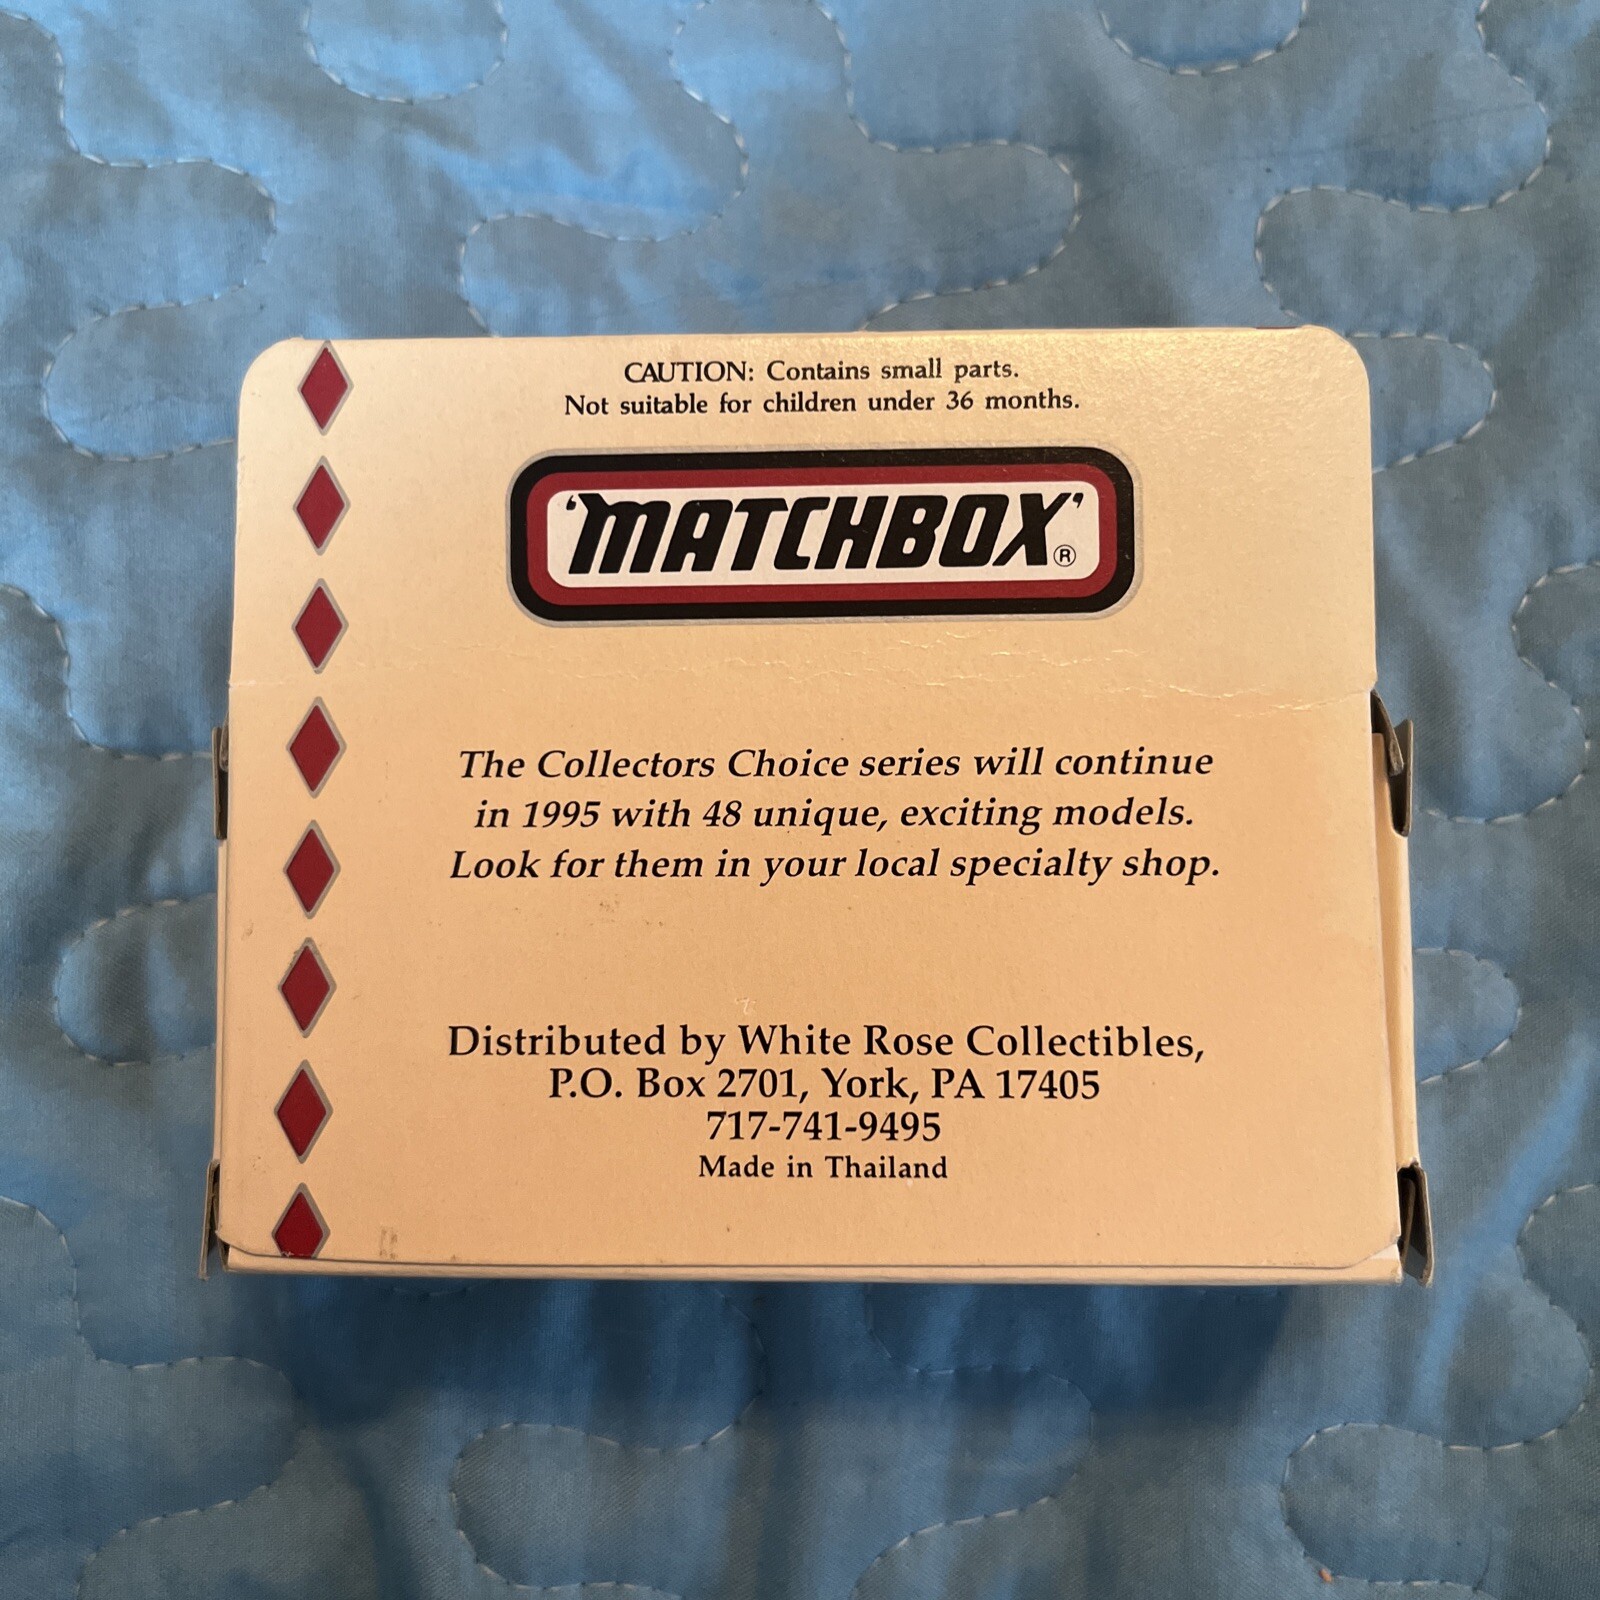 CAUTION: Contains small parts.
Not suitable for children under 36 months.
'MATCHBOX'®
The Collectors Choice series will continue
in 1995 with 48 unique, exciting models.
Look for them in your local specialty shop.
Distributed by White Rose Collectibles,
P.O. Box 2701, York, PA 17405
717-741-9495
Made in Thailand